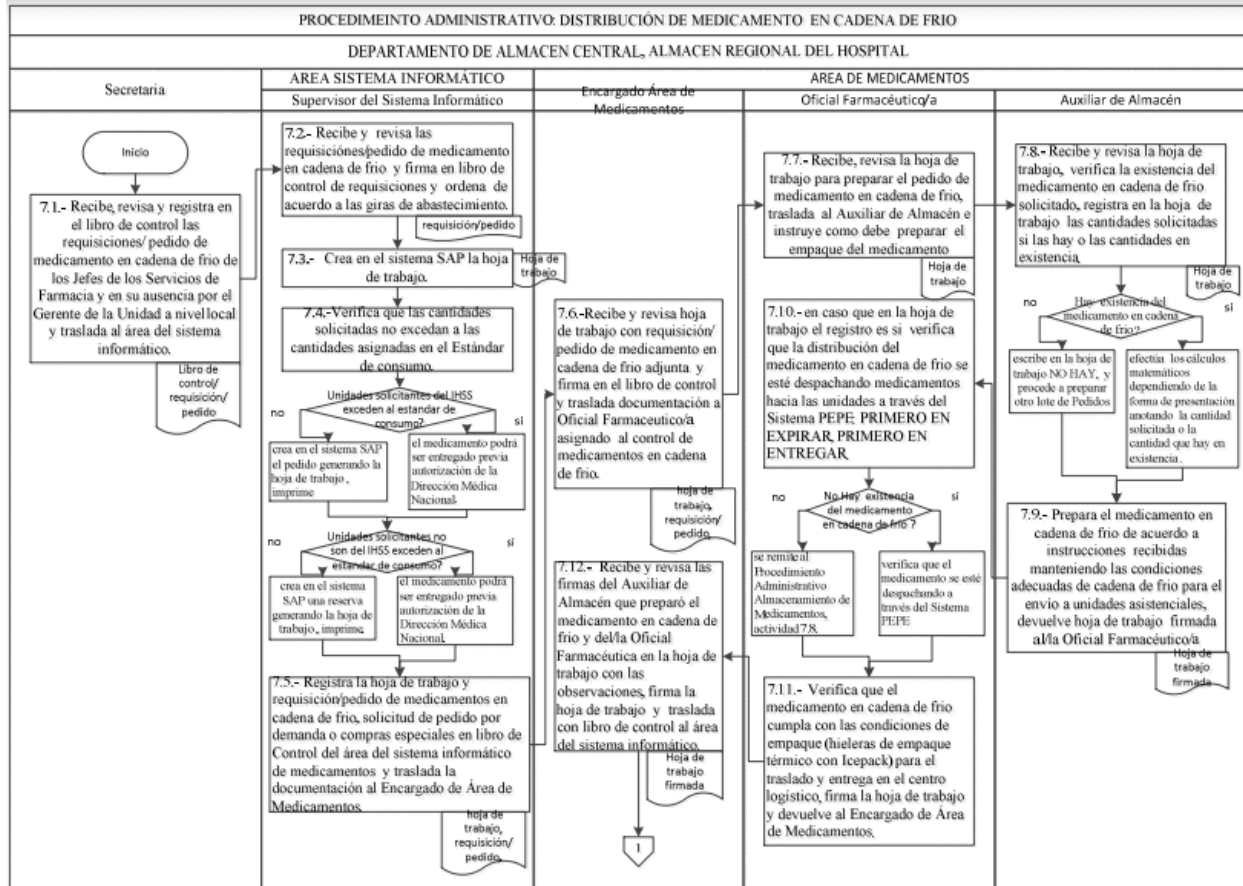 PROCEDIMEINTO ADMINISTRATIVO: DISTRIBUCIÓN DE MEDICAMENTO EN CADENA DE FRIO
DEPARTAMENTO DE ALMACEN CENTRAL, ALMACEN REGIONAL DEL HOSPITAL
Secretaria
AREA SISTEMA INFORMÁTICO
Supervisor del Sistema Informático
AREA DE MEDICAMENTOS
Encargado Área de
Medicamentos
Oficial Farmacéutico/a
Auxiliar de Almacén
Inicio
7.1.- Recibe, revisa y registra en
el libro de control las
requisiciones/ pedido de
medicamento en cadena de frio de
los Jefes de los Servicios de
Farmacia y en su ausencia por el
Gerente de la Unidad a nivel local
y traslada al área del sistema
informático.
Libro de
control/
requisición/
pedido
7.2.- Recibe y revisa las
requisiciónes/pedido de medicamento
en cadena de frio y firma en libro de
de control de requisiciones y ordena de
acuerdo a las giras de abastecimiento.
requisición/pedido
7.3.- Crea en el sistema SAP la hoja
de trabajo.
Hoja de
trabajo
7.4.-Verifica que las cantidades
solicitadas no excedan a las
cantidades asignadas en el Estándar
de consumo.
Unidades solicitantes del IHSS
exceden al estandar de
consumo?
no
si
crea en el sistema SAP
el pedido generando la
hoja de trabajo ,
imprime
el medicamento podrá
ser entregado previa
autorización de la
Dirección Médica
Nacional.
Unidades solicitantes no
son del IHSS exceden al
estandar de consumo?
no
si
crea en el sistema
SAP una reserva
generando la hoja de
trabajo , imprime.
el medicamento podrá
ser entregado previa
autorización de la
Dirección Médica
Nacional.
7.5.- Registra la hoja de trabajo y
requisición/pedido de medicamentos en
cadena de frio, solicitud de pedido por
demanda o compras especiales en libro de
Control del área del sistema informático
de medicamentos y traslada la
documentación al Encargado de Área de
Medicamentos.
hoja de
trabajo,
requisición/
pedido
7.6.-Recibe y revisa hoja
de trabajo con requisición/
pedido de medicamento en
cadena de frio adjunta y
firma en el libro de control
y traslada documentación a
Oficial Farmaceutico/a
asignado al control de
medicamentos en cadena
de frio.
hoja de
trabajo,
requisición/
pedido
7.12.- Recibe y revisa las
firmas del Auxiliar de
Almacén que preparó el
medicamento en cadena de
frio y del/la Oficial
Farmacéutica en la hoja de
trabajo con las
observaciones, firma la
hoja de trabajo y traslada
con libro de control al área
del sistema informático.
Hoja de
trabajo
firmada
1
7.7.- Recibe, revisa la hoja de
trabajo para preparar el pedido de
medicamento en cadena de frio,
traslada al Auxiliar de Almacén e
instruye como debe preparar el
empaque del medicamento
Hoja de
trabajo
7.10.- en caso que en la hoja de
trabajo el registro es si verifica
que la distribución del
medicamento en cadena de frio se
esté despachando medicamentos
hacia las unidades a través del
Sistema PEPE: PRIMERO EN
EXPIRAR, PRIMERO EN
ENTREGAR
No Hay existencia
del medicamento
en cadena de frio ?
no
si
se remite al
Procedimiento
Administrativo
Almacenamiento de
Medicamentos,
actividad 7.8.
verifica que el
medicamento se esté
despachando a
través del Sistema
PEPE
7.11.- Verifica que el
medicamento en cadena de frio
cumpla con las condiciones de
empaque (hieleras de empaque
térmico con Icepack) para el
traslado y entrega en el centro
logístico, firma la hoja de trabajo
y devuelve al Encargado de Área
de Medicamentos.
7.8.- Recibe y revisa la hoja de
trabajo, verifica la existencia del
medicamento en cadena de frio
solicitado, registra en la hoja de
trabajo las cantidades solicitadas
si las hay o las cantidades en
existencia.
Hoja de
trabajo
Hay existencia del
medicamento en cadena
de frio?
no
si
escribe en la hoja de
trabajo NO HAY, y
procede a preparar
otro lote de Pedidos
efectúa los cálculos
matemáticos
dependiendo de la
forma de presentación
anotando la cantidad
solicitada o la
cantidad que hay en
existencia .
7.9.- Prepara el medicamento en
cadena de frio de acuerdo a
instrucciones recibidas
manteniendo las condiciones
adecuadas de cadena de frio para el
envio a unidades asistenciales,
devuelve hoja de trabajo firmada
al/la Oficial Farmacéutico/a
Hoja de
trabajo
firmada